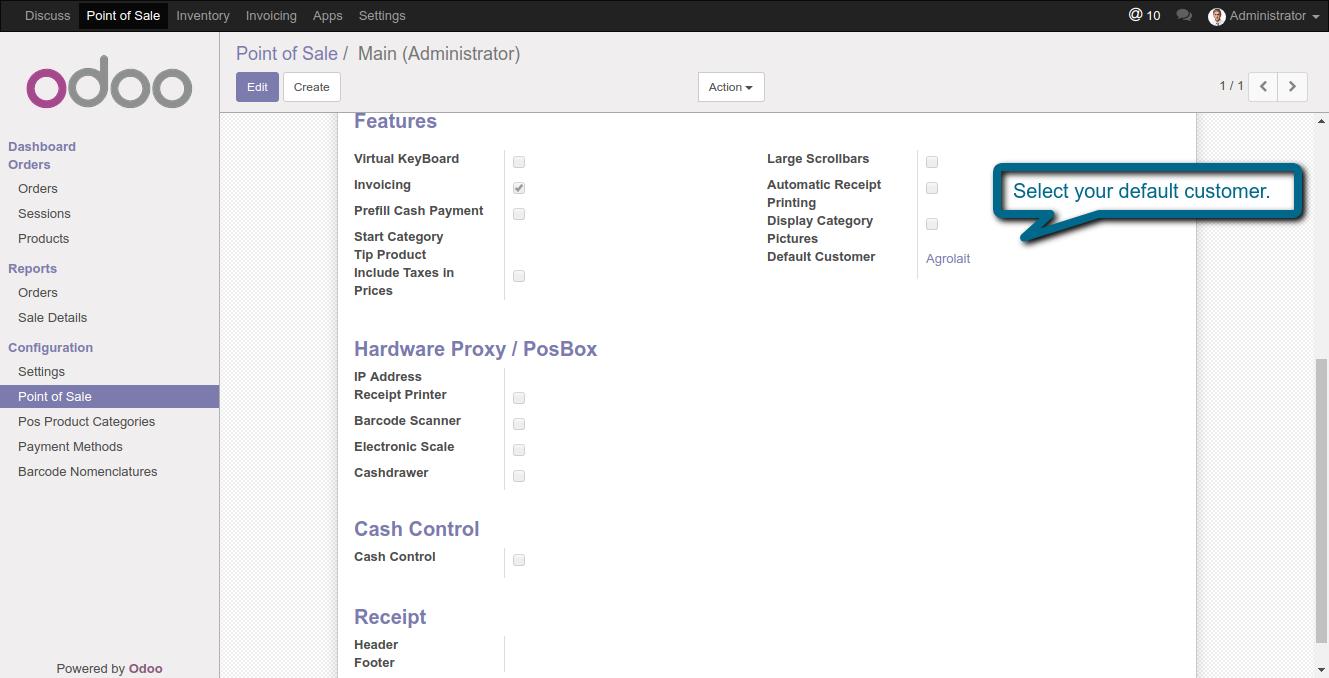 Discuss Point of Sale Inventory Invoicing Apps Settings @ 10 Administrator
odoo
Dashboard
Orders
Orders
Sessions
Products
Reports
Orders
Sale Details
Configuration
Settings
Point of Sale
Pos Product Categories
Payment Methods
Barcode Nomenclatures
Powered by Odoo
Point of Sale / Main (Administrator)
Edit Create Action 1 / 1
Features
Virtual KeyBoard
Invoicing
Prefill Cash Payment
Start Category
Tip Product
Include Taxes in
Prices
Large Scrollbars
Automatic Receipt
Printing
Display Category
Pictures
Default Customer Agrolait
Select your default customer.
Hardware Proxy / PosBox
IP Address
Receipt Printer
Barcode Scanner
Electronic Scale
Cashdrawer
Cash Control
Cash Control
Receipt
Header
Footer